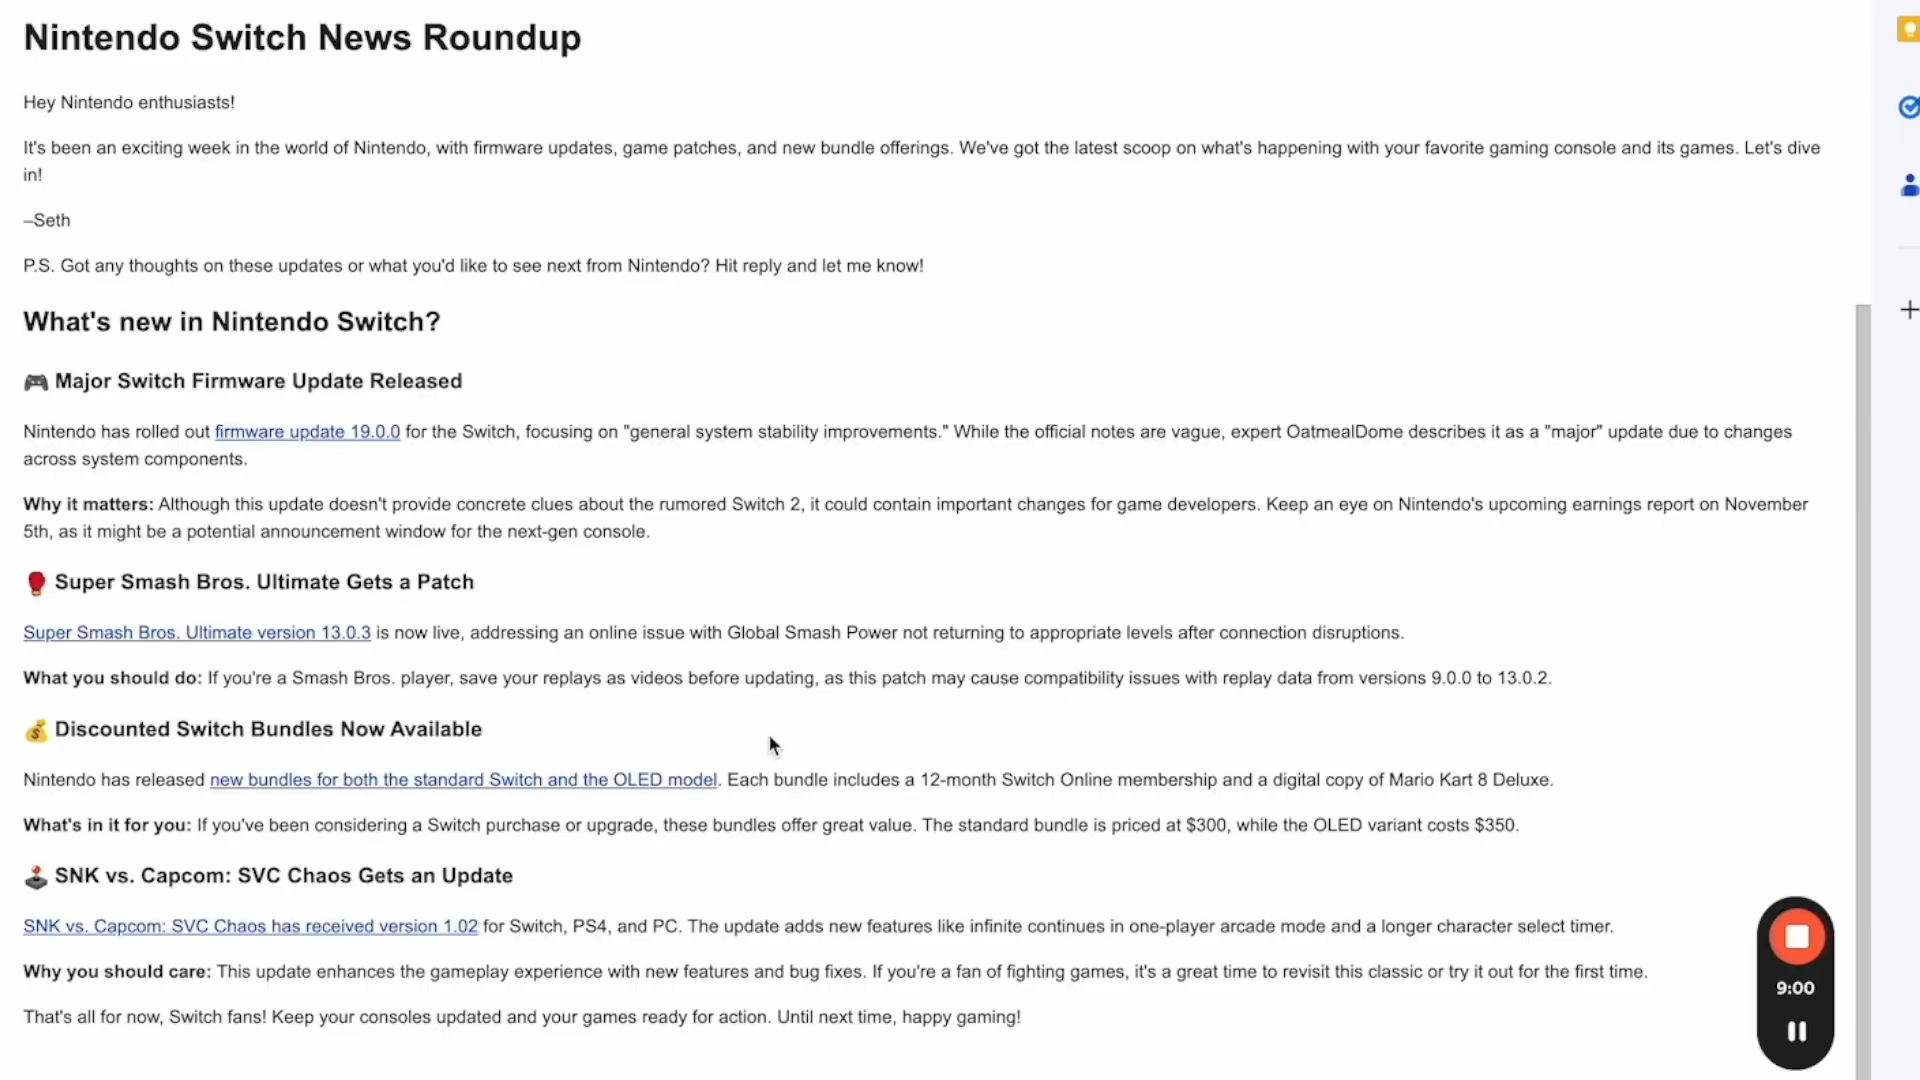 Nintendo Switch News Roundup
Hey Nintendo enthusiasts!
It's been an exciting week in the world of Nintendo, with firmware updates, game patches, and new bundle offerings. We've got the latest scoop on what's happening with your favorite gaming console and its games. Let's dive
in!
–Seth
P.S. Got any thoughts on these updates or what you'd like to see next from Nintendo? Hit reply and let me know!
What's new in Nintendo Switch?
🎮 Major Switch Firmware Update Released
Nintendo has rolled out firmware update 19.0.0 for the Switch, focusing on "general system stability improvements." While the official notes are vague, expert OatmealDome describes it as a "major" update due to changes
across system components.
Why it matters: Although this update doesn't provide concrete clues about the rumored Switch 2, it could contain important changes for game developers. Keep an eye on Nintendo's upcoming earnings report on November
5th, as it might be a potential announcement window for the next-gen console.
🥊 Super Smash Bros. Ultimate Gets a Patch
Super Smash Bros. Ultimate version 13.0.3 is now live, addressing an online issue with Global Smash Power not returning to appropriate levels after connection disruptions.
What you should do: If you're a Smash Bros. player, save your replays as videos before updating, as this patch may cause compatibility issues with replay data from versions 9.0.0 to 13.0.2.
💰 Discounted Switch Bundles Now Available
Nintendo has released new bundles for both the standard Switch and the OLED model. Each bundle includes a 12-month Switch Online membership and a digital copy of Mario Kart 8 Deluxe.
What's in it for you: If you've been considering a Switch purchase or upgrade, these bundles offer great value. The standard bundle is priced at $300, while the OLED variant costs $350.
🕹️ SNK vs. Capcom: SVC Chaos Gets an Update
SNK vs. Capcom: SVC Chaos has received version 1.02 for Switch, PS4, and PC. The update adds new features like infinite continues in one-player arcade mode and a longer character select timer.
Why you should care: This update enhances the gameplay experience with new features and bug fixes. If you're a fan of fighting games, it's a great time to revisit this classic or try it out for the first time.
That's all for now, Switch fans! Keep your consoles updated and your games ready for action. Until next time, happy gaming!
9:00